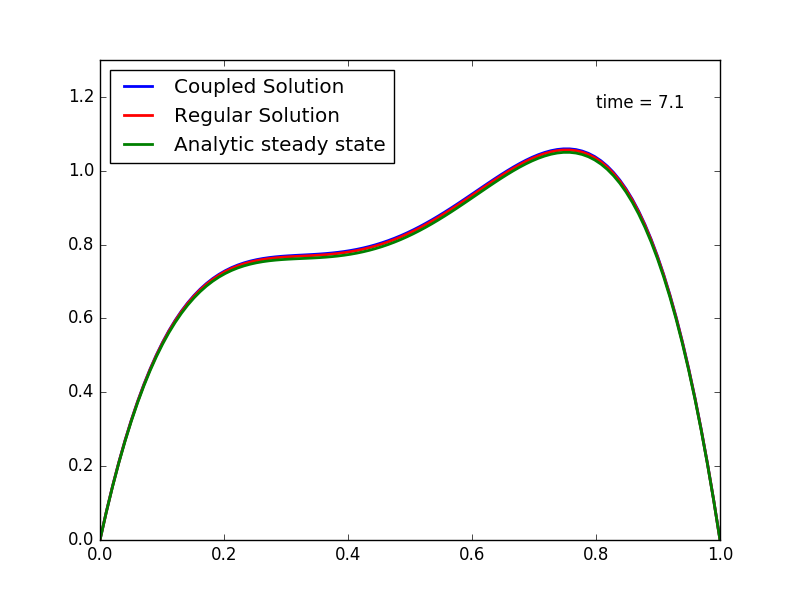 Coupled Solution
Regular Solution
Analytic steady state
time = 7.1
1.2
1.0
0.8
0.6
0.4
0.2
0.0
0.0 0.2 0.4 0.6 0.8 1.0